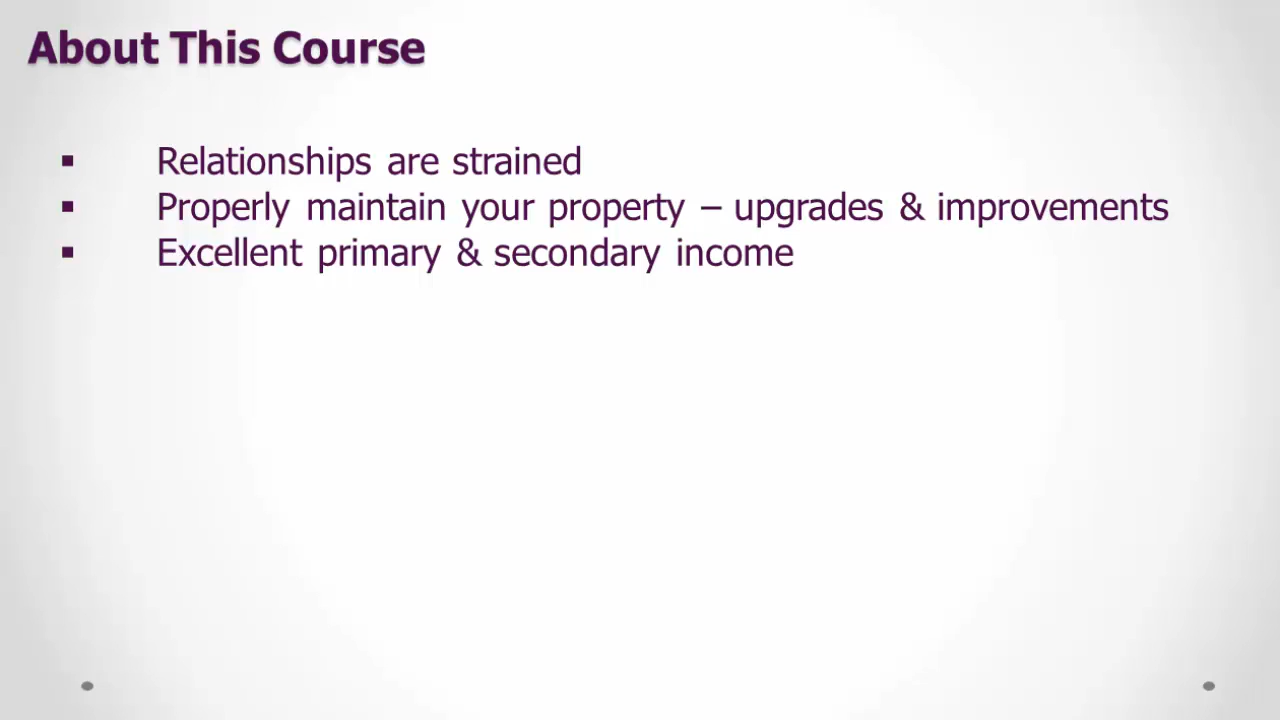 About This Course
▪ Relationships are strained
▪ Properly maintain your property – upgrades & improvements
▪ Excellent primary & secondary income